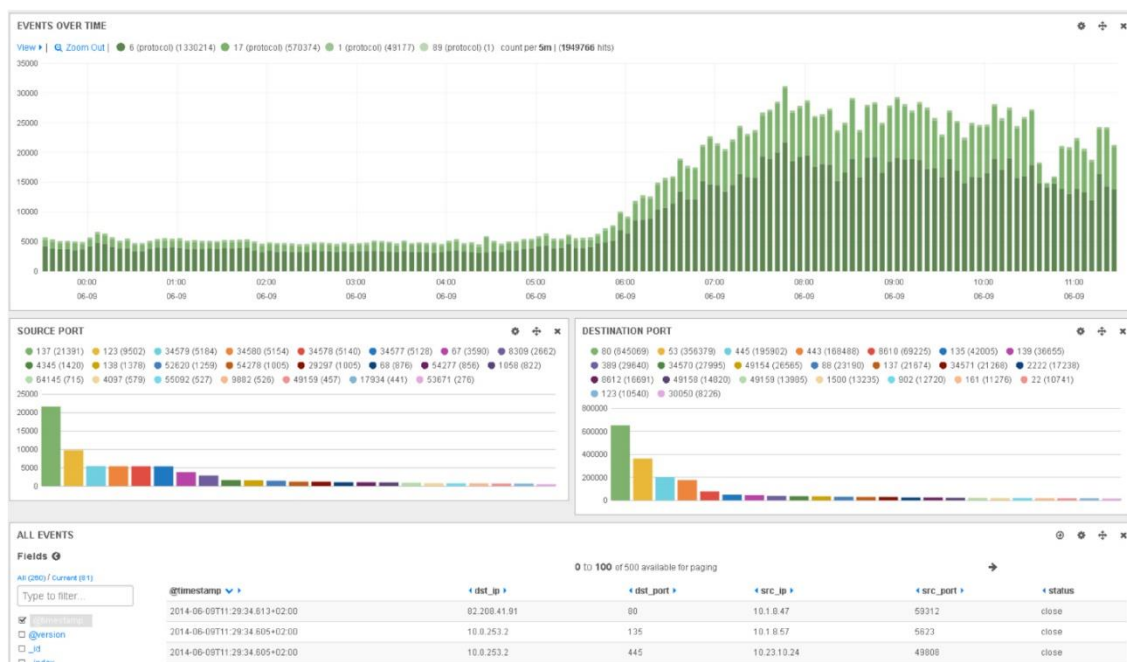 EVENTS OVER TIME
View | Zoom Out | 6 (protocol) (1330214) 17 (protocol) (570374) 1 (protocol) (49177) 89 (protocol) (1) count per 5m | (1949766 hits)
35000
30000
25000
20000
15000
10000
5000
0
00:00 01:00 02:00 03:00 04:00 05:00 06:00 07:00 08:00 09:00 10:00 11:00
06-09 06-09 06-09 06-09 06-09 06-09 06-09 06-09 06-09 06-09 06-09 06-09
SOURCE PORT
137 (21391) 123 (9502) 34579 (5184) 34580 (5154) 34578 (5140) 34577 (5128) 67 (3590) 8309 (2662)
4345 (1420) 138 (1378) 52620 (1259) 54278 (1005) 29297 (1005) 68 (876) 54277 (856) 1058 (822)
64145 (715) 4097 (579) 55092 (527) 9882 (526) 49159 (457) 17934 (441) 53671 (276)
25000
20000
15000
10000
5000
0
DESTINATION PORT
80 (645069) 53 (356379) 445 (195902) 443 (168488) 8610 (69225) 135 (42005) 139 (36655)
389 (29640) 34570 (27995) 49154 (26565) 88 (23190) 137 (21674) 34571 (21268) 2222 (17238)
8612 (16691) 49158 (14820) 49159 (13985) 1500 (13235) 902 (12720) 161 (11276) 22 (10741)
123 (10540) 30050 (8226)
800000
600000
400000
200000
0
ALL EVENTS
Fields
All (260) / Current (81)
0 to 100 of 500 available for paging
Type to filter...
@timestamp dst_ip dst_port src_ip src_port status
@timestamp
@version
_id
_index
2014-06-09T11:29:34.613+02:00 82.208.41.91 80 10.1.8.47 59312 close
2014-06-09T11:29:34.605+02:00 10.0.253.2 135 10.1.8.57 5623 close
2014-06-09T11:29:34.605+02:00 10.0.253.2 445 10.23.10.24 49808 close